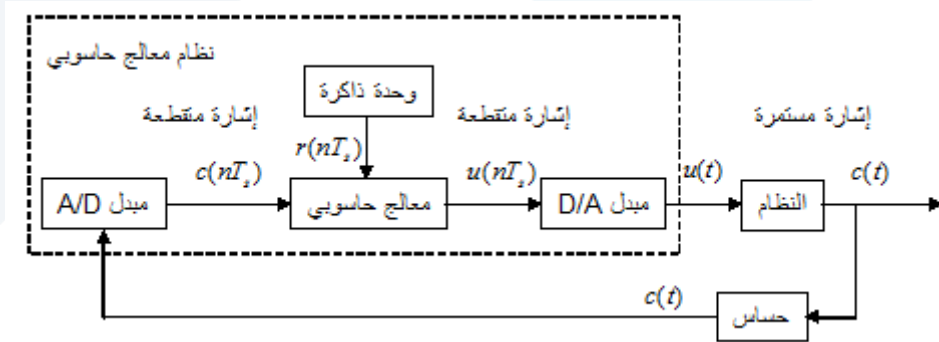 نظام معالج حاسوبي
وحدة ذاكرة
إشارة متقطعة
إشارة متقطعة
إشارة مستمرة
r(nTₛ)
c(nTₛ)
u(nTₛ)
u(t)
c(t)
مبدل A/D
معالج حاسوبي
مبدل D/A
النظام
c(t)
حساس